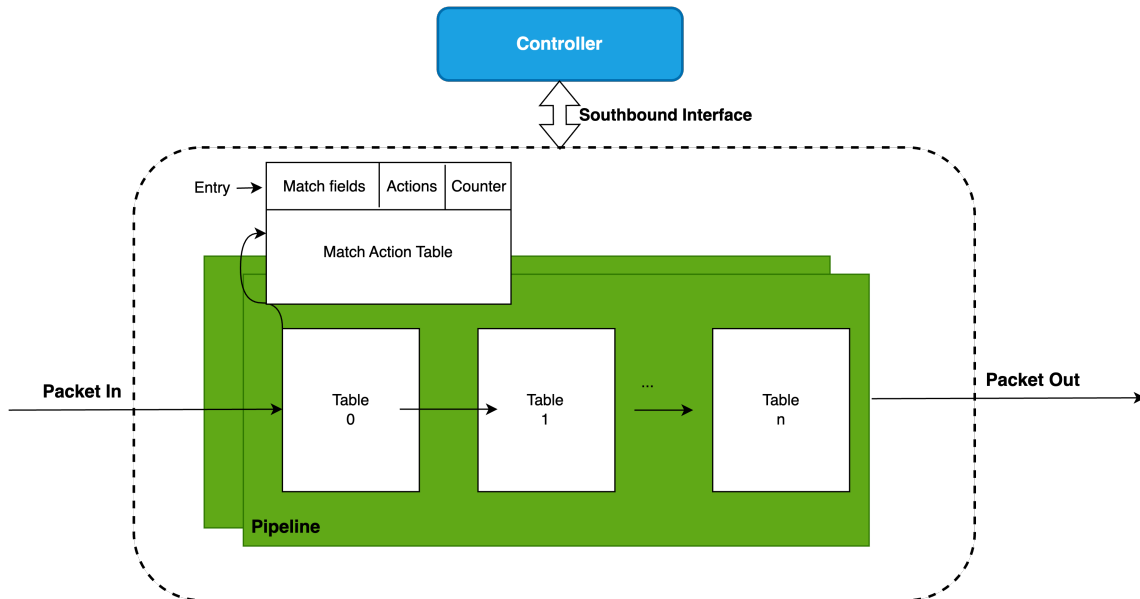 Controller
Southbound Interface
Entry
Match fields
Actions
Counter
Match Action Table
Packet In
Table
0
Table
1
...
Table
n
Packet Out
Pipeline